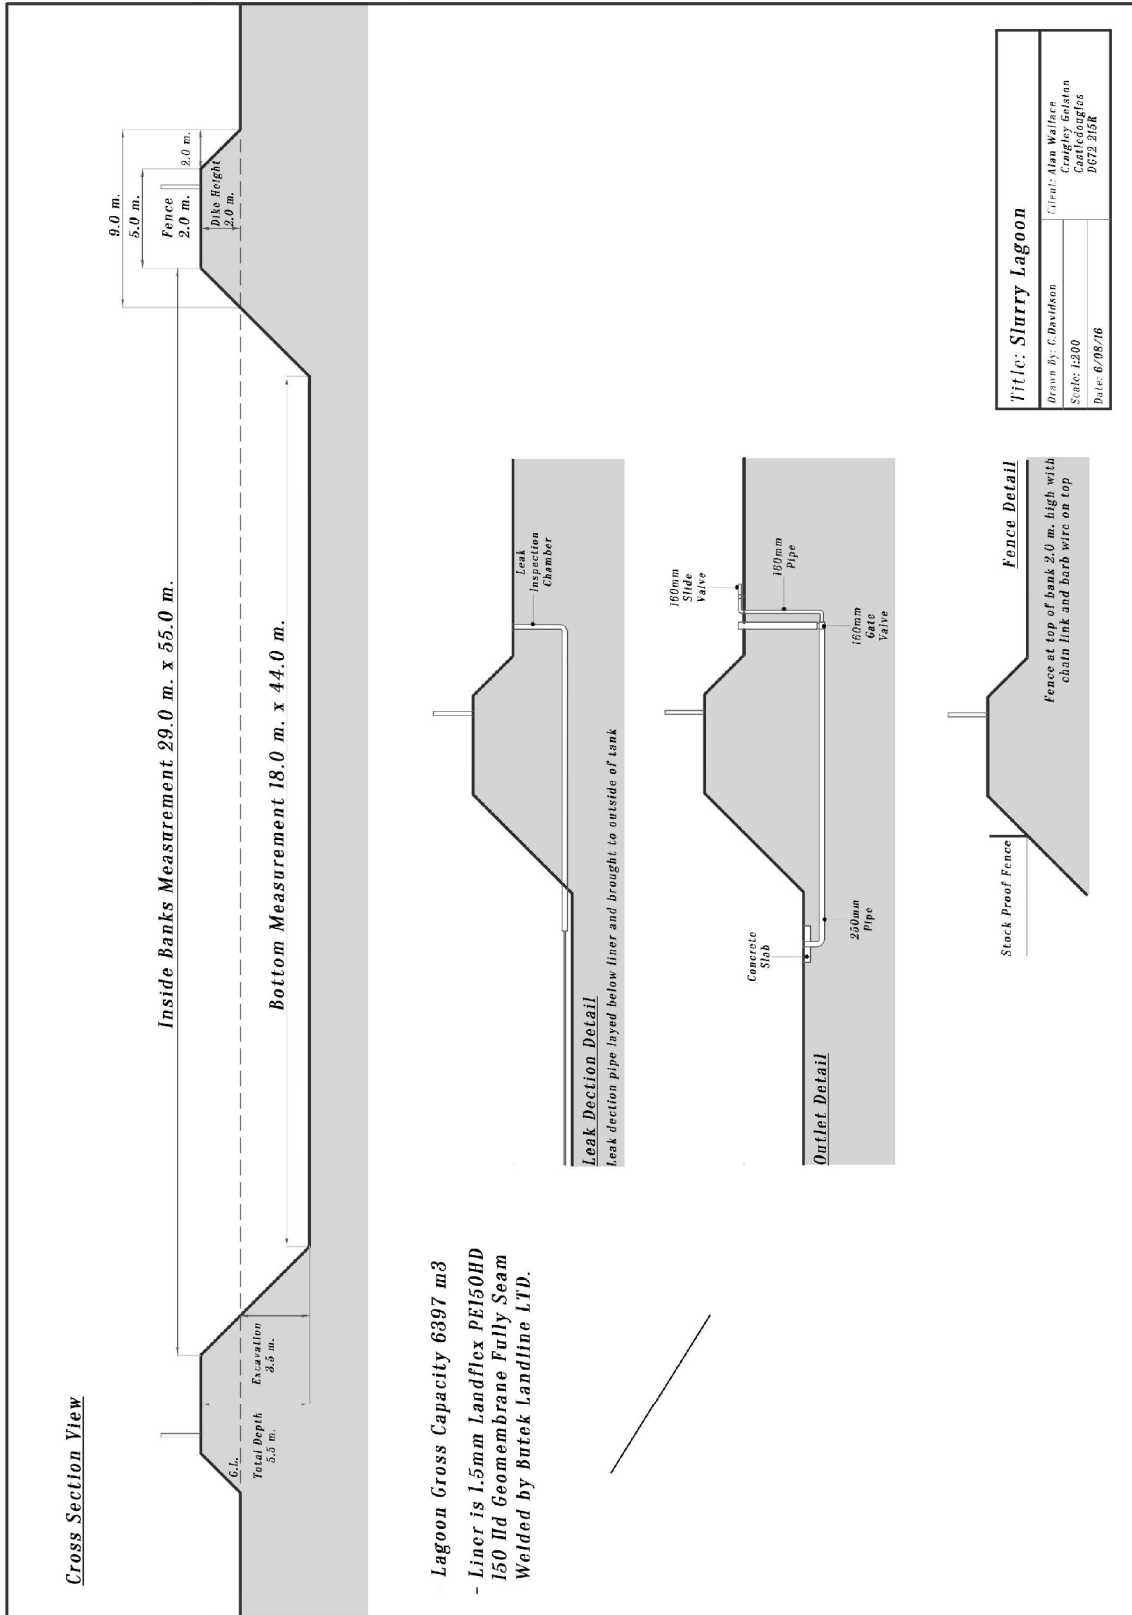 Cross Section View
9.0 m.
5.0 m.
2.0 m.
Fence
2.0 m.
Dike Height
2.0 m.
Inside Banks Measurement 29.0 m. x 55.0 m.
Bottom Measurement 18.0 m. x 44.0 m.
G.L.
Excavation
3.5 m.
Total Depth
5.5 m.
Lagoon Gross Capacity 6397 m3
- Liner is 1.5mm Landflex PE150HD
150 Hd Geomembrane Fully Seam
Welded by Butek Landline LTD.
Leak
Inspection
Chamber
Leak Dection Detail
Leak dection pipe layed below liner and brought to outside of tank
160mm
Slide
Valve
160mm
Pipe
160mm
Gate
Valve
250mm
Pipe
Concrete
Slab
Outlet Detail
Stock Proof Fence
Fence Detail
Fence at top of bank 2.0 m. high with
chain link and barb wire on top
Title: Slurry Lagoon
Drawn By: C.Davidson
Scale: 1:200
Date: 6/08/16
Client: Alan Wallace
Craigley Gelston
Castledouglas